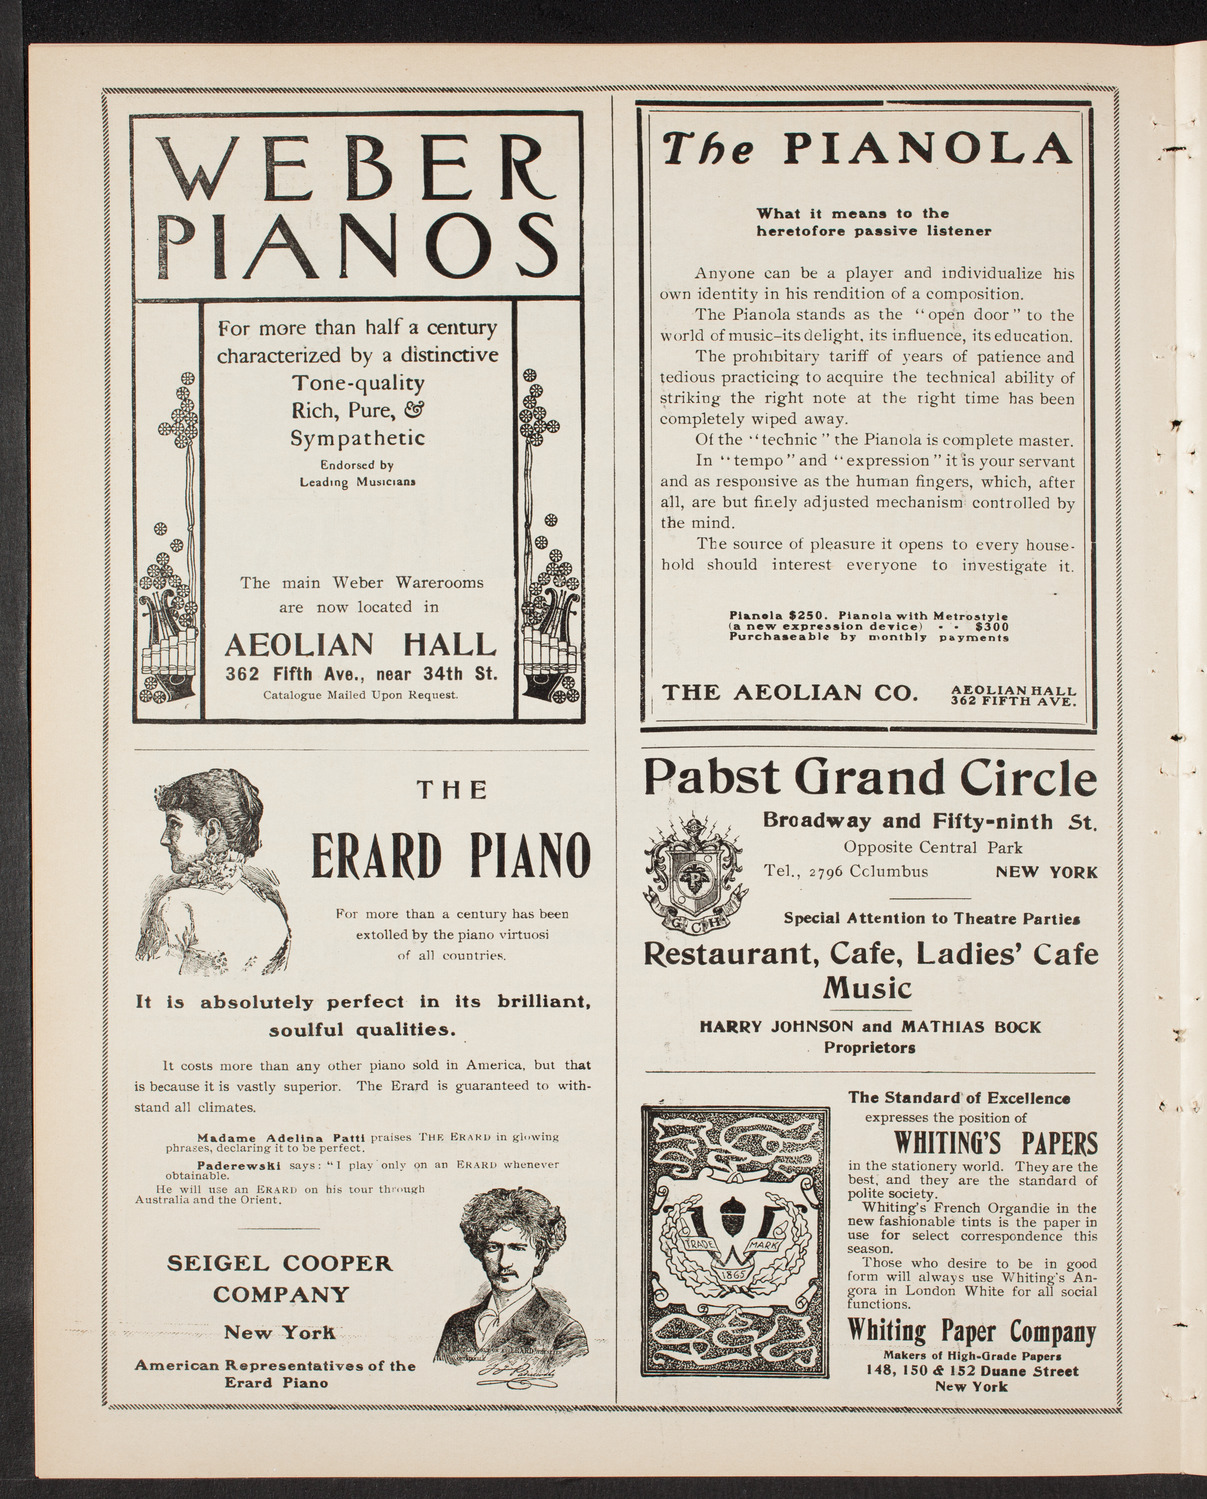 WEBER
PIANOS
For more than half a century
characterized by a distinctive
Tone-quality
Rich, Pure, &
Sympathetic
Endorsed by
Leading Musicians
The main Weber Warerooms
are now located in
AEOLIAN HALL
362 Fifth Ave., near 34th St.
Catalogue Mailed Upon Request.
THE
ERARD PIANO
For more than a century has been
extolled by the piano virtuosi
of all countries.
It is absolutely perfect in its brilliant,
soulful qualities.
It costs more than any other piano sold in America, but that
is because it is vastly superior. The Erard is guaranteed to with-
stand all climates.
Madame Adelina Patti praises THE ERARD in glowing
phrases, declaring it to be perfect.
Paderewski says: "I play only on an ERARD whenever
obtainable.
He will use an ERARD on his tour through
Australia and the Orient.
SEIGEL COOPER
COMPANY
New York
American Representatives of the
Erard Piano
The PIANOLA
What it means to the
heretofore passive listener
Anyone can be a player and individualize his
own identity in his rendition of a composition.
The Pianola stands as the "open door" to the
world of music—its delight, its influence, its education.
The prohibitary tariff of years of patience and
tedious practicing to acquire the technical ability of
striking the right note at the right time has been
completely wiped away.
Of the "technic" the Pianola is complete master.
In "tempo" and "expression" it is your servant
and as responsive as the human fingers, which, after
all, are but finely adjusted mechanism controlled by
the mind.
The source of pleasure it opens to every house-
hold should interest everyone to investigate it.
Pianola $250. Pianola with Metrostyle
(a new expression device) - - $300
Purchaseable by monthly payments
THE AEOLIAN CO. AEOLIAN HALL
362 FIFTH AVE.
Pabst Grand Circle
Broadway and Fifty-ninth St.
Opposite Central Park
Tel., 2796 Cclumbus NEW YORK
P
G C H
Special Attention to Theatre Parties
Restaurant, Cafe, Ladies' Cafe
Music
HARRY JOHNSON and MATHIAS BOCK
Proprietors
The Standard of Excellence
expresses the position of
WHITING'S PAPERS
in the stationery world. They are the
best, and they are the standard of
polite society.
Whiting's French Organdie in the
new fashionable tints is the paper in
use for select correspondence this
season.
Those who desire to be in good
form will always use Whiting's An-
gora in London White for all social
functions.
Whiting Paper Company
Makers of High-Grade Papers
148, 150 & 152 Duane Street
New York
TRADE MARK
1865